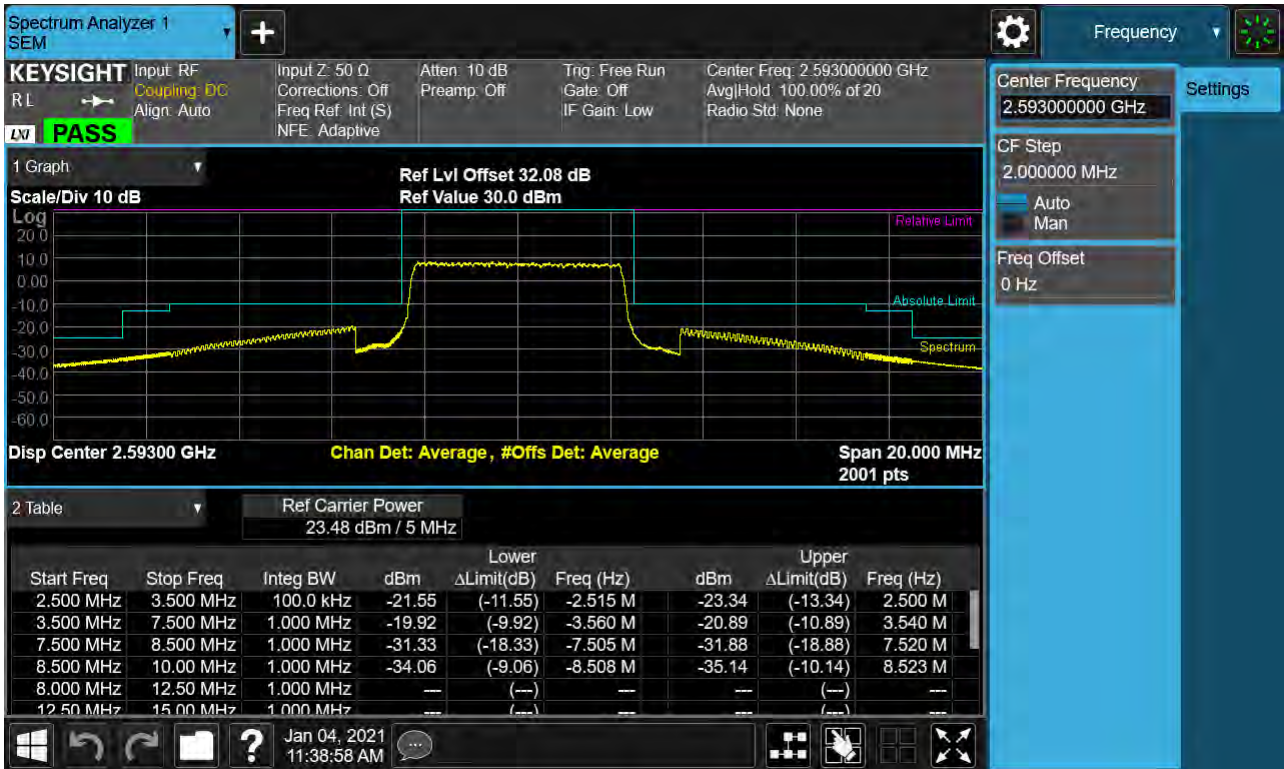 Spectrum Analyzer 1
SEM
Frequency
KEYSIGHT
R L
LXI PASS
Input: RF
Coupling: DC
Align: Auto
Input Z: 50 Ω
Corrections: Off
Freq Ref: Int (S)
NFE: Adaptive
Atten: 10 dB
Preamp: Off
Trig: Free Run
Gate: Off
IF Gain: Low
Center Freq: 2.593000000 GHz
Avg|Hold: 100.00% of 20
Radio Std: None
Center Frequency
2.593000000 GHz
Settings
CF Step
2.000000 MHz
Auto
Man
Freq Offset
0 Hz
1 Graph
Scale/Div 10 dB
Ref Lvl Offset 32.08 dB
Ref Value 30.0 dBm
Log
20.0
10.0
0.00
-10.0
-20.0
-30.0
-40.0
-50.0
-60.0
Relative Limit
Absolute Limit
Spectrum
Disp Center 2.59300 GHz
Chan Det: Average, #Offs Det: Average
Span 20.000 MHz
2001 pts
2 Table
Ref Carrier Power
23.48 dBm / 5 MHz
Lower Upper
Start Freq Stop Freq Integ BW dBm ΔLimit(dB) Freq (Hz) dBm ΔLimit(dB) Freq (Hz)
2.500 MHz 3.500 MHz 100.0 kHz -21.55 (-11.55) -2.515 M -23.34 (-13.34) 2.500 M
3.500 MHz 7.500 MHz 1.000 MHz -19.92 (-9.92) -3.560 M -20.89 (-10.89) 3.540 M
7.500 MHz 8.500 MHz 1.000 MHz -31.33 (-18.33) -7.505 M -31.88 (-18.88) 7.520 M
8.500 MHz 10.00 MHz 1.000 MHz -34.06 (-9.06) -8.508 M -35.14 (-10.14) 8.523 M
8.000 MHz 12.50 MHz 1.000 MHz --- (---) --- --- (---) ---
12.50 MHz 15.00 MHz 1.000 MHz --- (---) --- --- (---) ---
Jan 04, 2021
11:38:58 AM